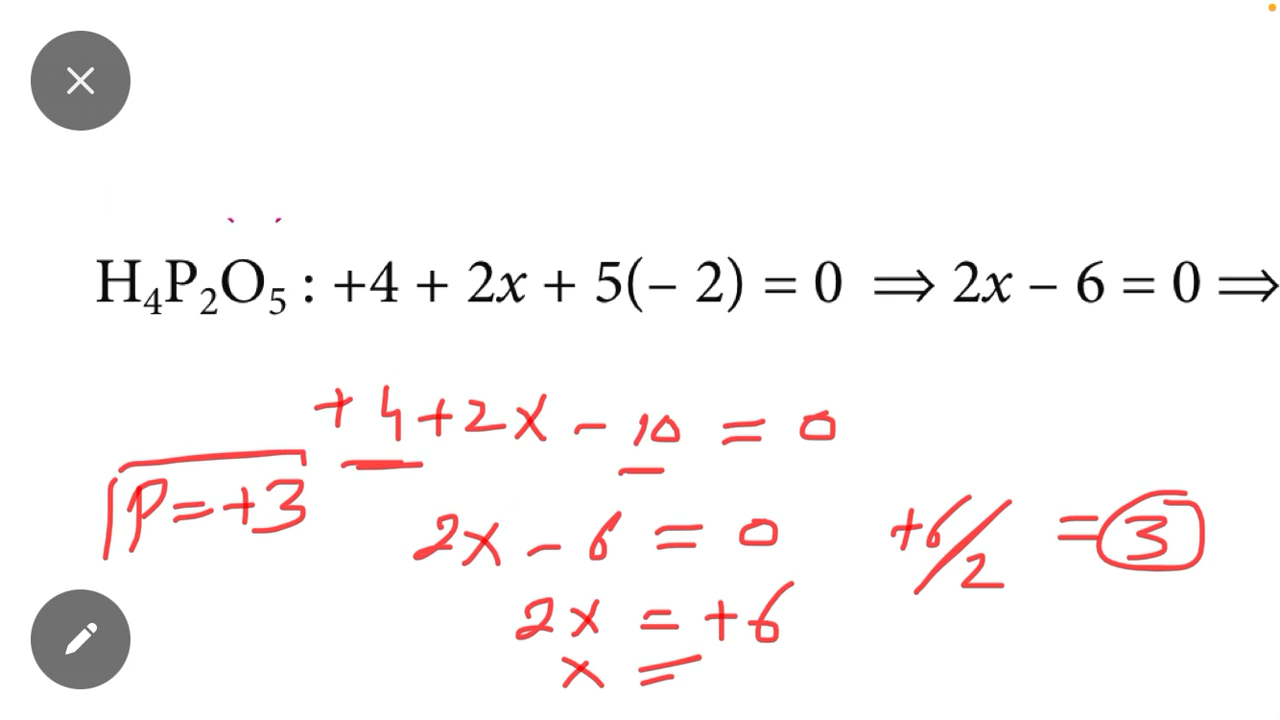 H₄P₂O₅ : +4 + 2x + 5(– 2) = 0 ⇒ 2x – 6 = 0 ⇒
+4+2x-10 = 0
P=+3
2x - 6 = 0
+6/2 = 3
2x = +6
x =